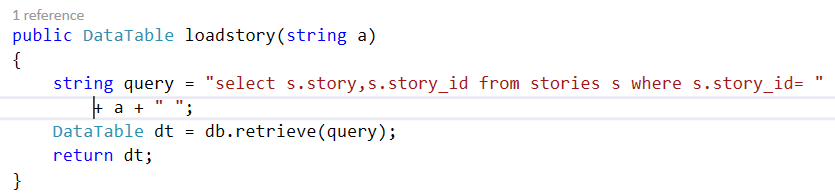 1 reference
public DataTable loadstory(string a)
{
string query = "select s.story,s.story_id from stories s where s.story_id= "
+ a + " ";
DataTable dt = db.retrieve(query);
return dt;
}